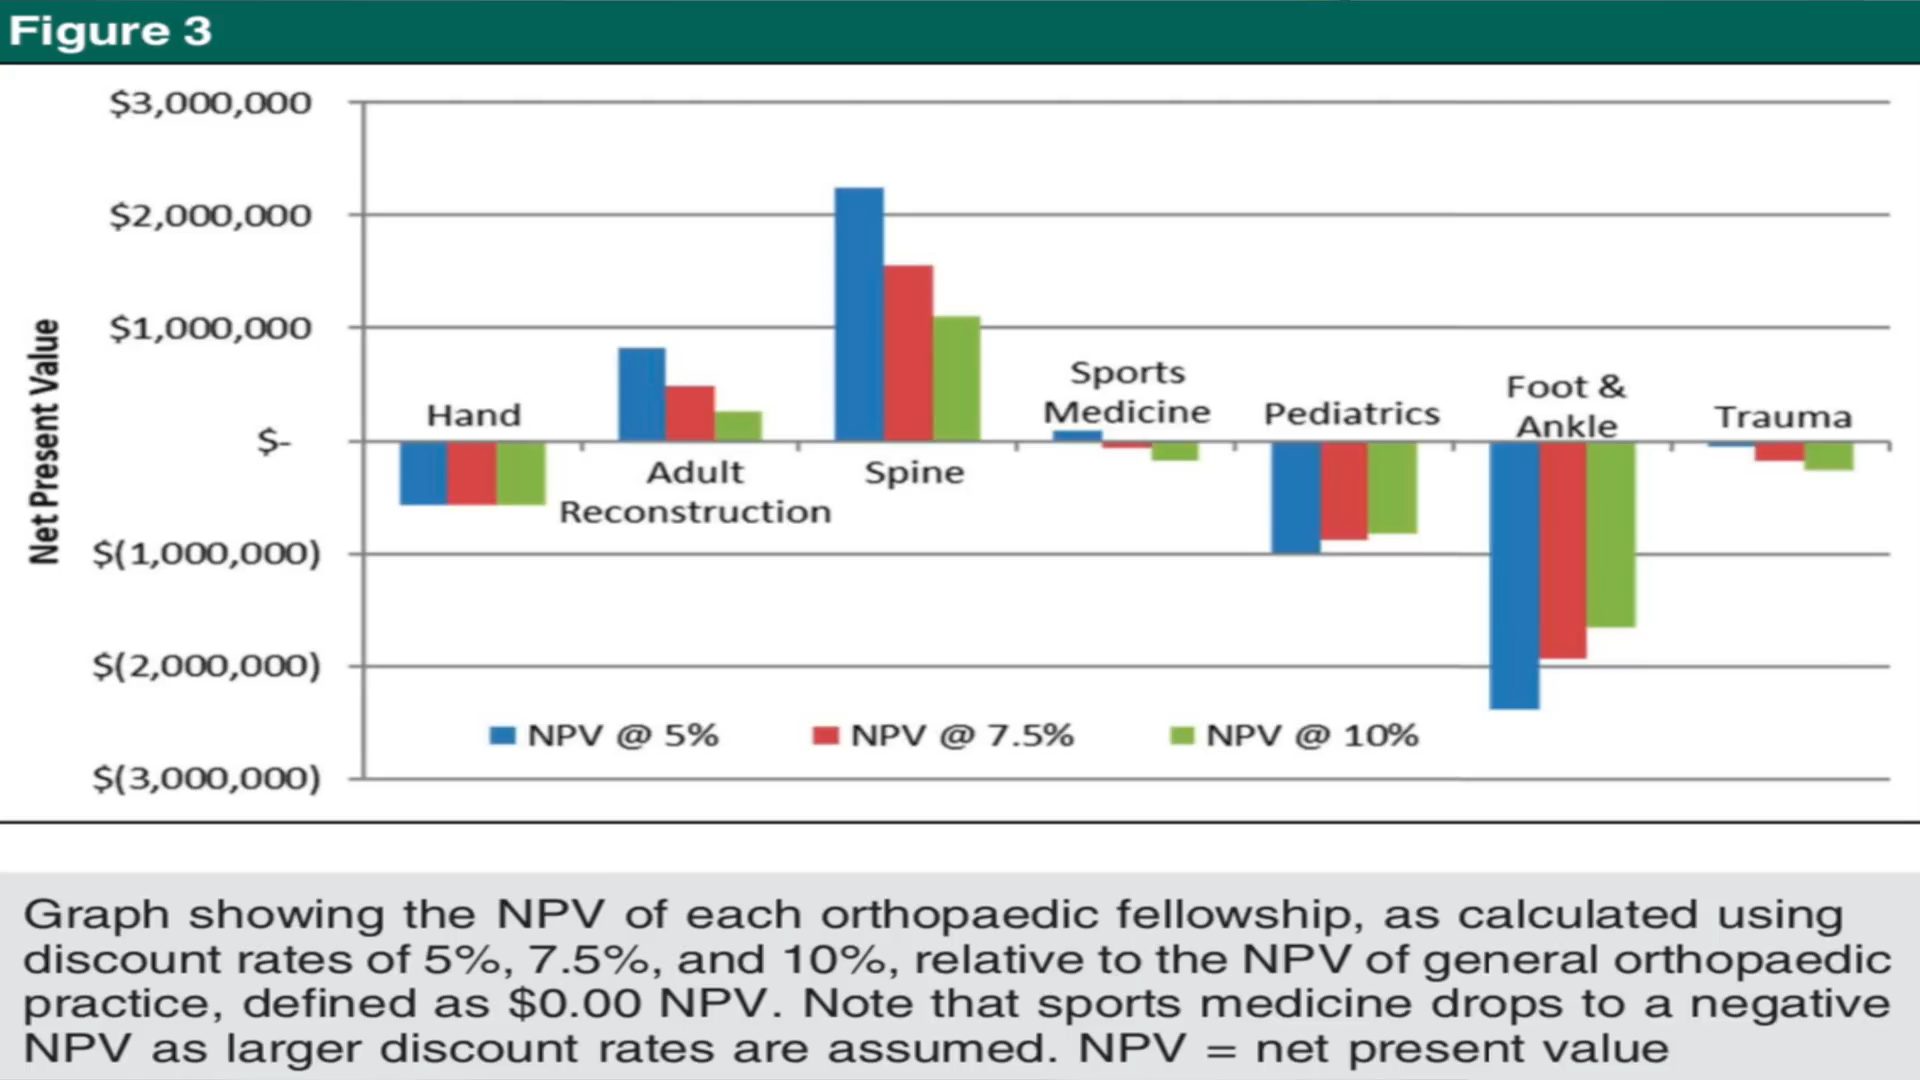 Figure 3
$3,000,000
$2,000,000
$1,000,000
$-
$(1,000,000)
$(2,000,000)
$(3,000,000)
Net Present Value
Hand
Adult
Reconstruction
Spine
Sports
Medicine
Pediatrics
Foot &
Ankle
Trauma
NPV @ 5% NPV @ 7.5% NPV @ 10%
Graph showing the NPV of each orthopaedic fellowship, as calculated using
discount rates of 5%, 7.5%, and 10%, relative to the NPV of general orthopaedic
practice, defined as $0.00 NPV. Note that sports medicine drops to a negative
NPV as larger discount rates are assumed. NPV = net present value